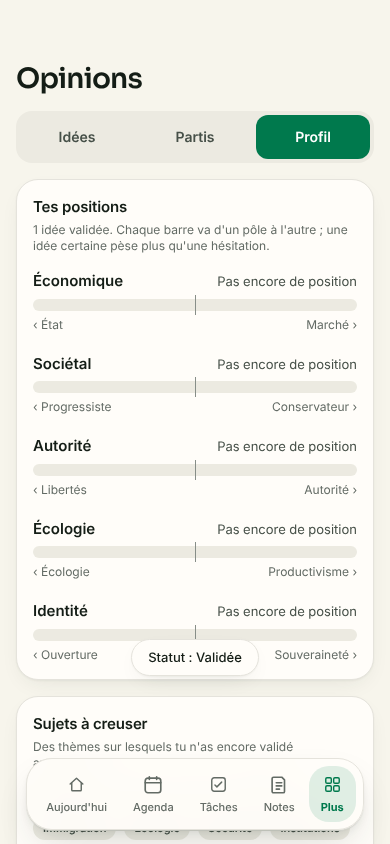 Opinions
Idées
Partis
Profil
Tes positions
1 idée validée. Chaque barre va d'un pôle à l'autre ; une
idée certaine pèse plus qu'une hésitation.
Économique
Pas encore de position
‹ État
Marché ›
Sociétal
Pas encore de position
‹ Progressiste
Conservateur ›
Autorité
Pas encore de position
‹ Libertés
Autorité ›
Écologie
Pas encore de position
‹ Écologie
Productivisme ›
Identité
Pas encore de position
‹ Ouverture
Statut : Validée
Souveraineté ›
Sujets à creuser
Des thèmes sur lesquels tu n'as encore validé
Aujourd'hui
Agenda
Tâches
Notes
Plus